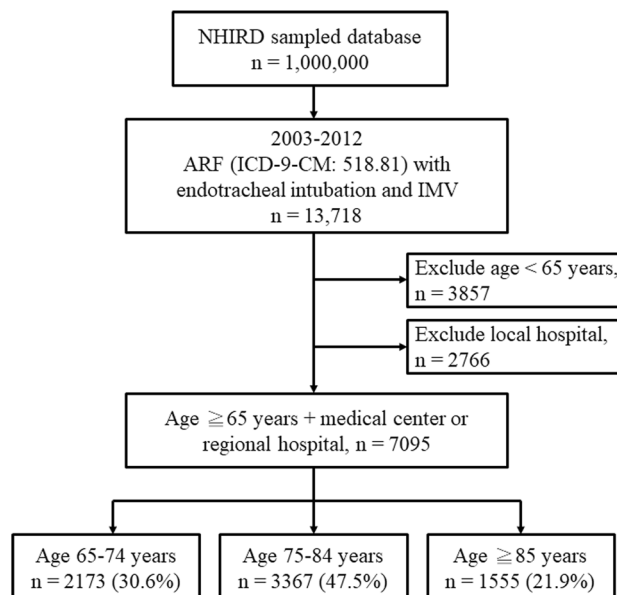 NHIRD sampled database
n = 1,000,000
2003-2012
ARF (ICD-9-CM: 518.81) with
endotracheal intubation and IMV
n = 13,718
Exclude age < 65 years,
n = 3857
Exclude local hospital,
n = 2766
Age ≧65 years + medical center or
regional hospital, n = 7095
Age 65-74 years
n = 2173 (30.6%)
Age 75-84 years
n = 3367 (47.5%)
Age ≧85 years
n = 1555 (21.9%)